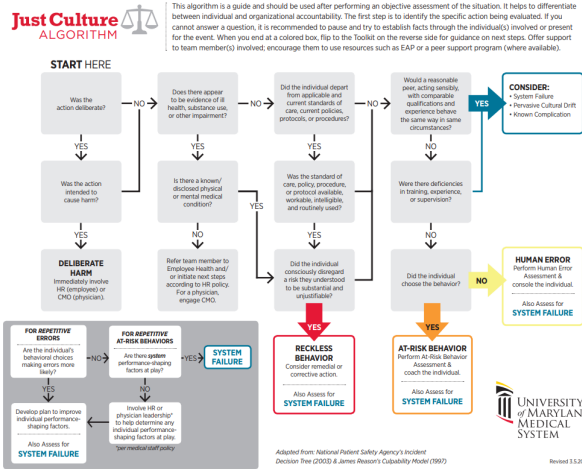 Just Culture
ALGORITHM
This algorithm is a guide and should be used after performing an objective assessment of the situation. It helps to differentiate
between individual and organizational accountability. The first step is to identify the specific action being evaluated. If you
cannot answer a question, it is recommended to pause and try to establish facts through the individual(s) involved or present
for the event. When you end at a colored box, flip to the Toolkit on the reverse side for guidance on next steps. Offer support
to team member(s) involved; encourage them to use resources such as EAP or a peer support program (where available).
START HERE
Was the
action deliberate?
NO
Does there appear
to be evidence of ill
health, substance use,
or other impairment?
NO
Did the individual depart
from applicable and
current standards of
care, current policies,
protocols, or procedures?
NO
Would a reasonable
peer, acting sensibly,
with comparable
qualifications and
experience behave
the same way in same
circumstances?
YES
CONSIDER:
• System Failure
• Pervasive Cultural Drift
• Known Complication
YES
YES
YES
NO
Was the action
intended to
cause harm?
NO
Is there a known/
disclosed physical
or mental medical
condition?
YES
Was the standard of
care, policy, procedure,
or protocol available,
workable, intelligible,
and routinely used?
Were there deficiencies
in training, experience,
or supervision?
YES
NO
YES
NO
DELIBERATE
HARM
Immediately involve
HR (employee) or
CMO (physician).
Refer team member to
Employee Health and/
or initiate next steps
according to HR policy.
For a physician,
engage CMO.
Did the individual
consciously disregard
a risk they understood
to be substantial and
unjustifiable?
Did the individual
choose the behavior?
NO
HUMAN ERROR
Perform Human Error
Assessment &
console the individual.
Also Assess for
SYSTEM FAILURE
YES
YES
RECKLESS
BEHAVIOR
Consider remedial or
corrective action.
Also Assess for
SYSTEM FAILURE
AT-RISK BEHAVIOR
Perform At-Risk Behavior
Assessment &
coach the individual.
Also Assess for
SYSTEM FAILURE
FOR REPETITIVE
ERRORS
Are the individual's
behavioral choices
making errors more
likely?
NO
FOR REPETITIVE
AT-RISK BEHAVIORS
Are there system
performance-shaping
factors at play?
YES
SYSTEM
FAILURE
YES
NO
Develop plan to improve
individual performance-
shaping factors.
Also Assess for
SYSTEM FAILURE
Involve HR or
physician leadership*
to help determine any
individual performance-
shaping factors at play.
*per medical staff policy
UNIVERSITY
of MARYLAN
MEDICAL
SYSTEM
Adapted from: National Patient Safety Agency's Incident
Decision Tree (2003) & James Reason's Culpability Model (1997)
Revised 3.5.20